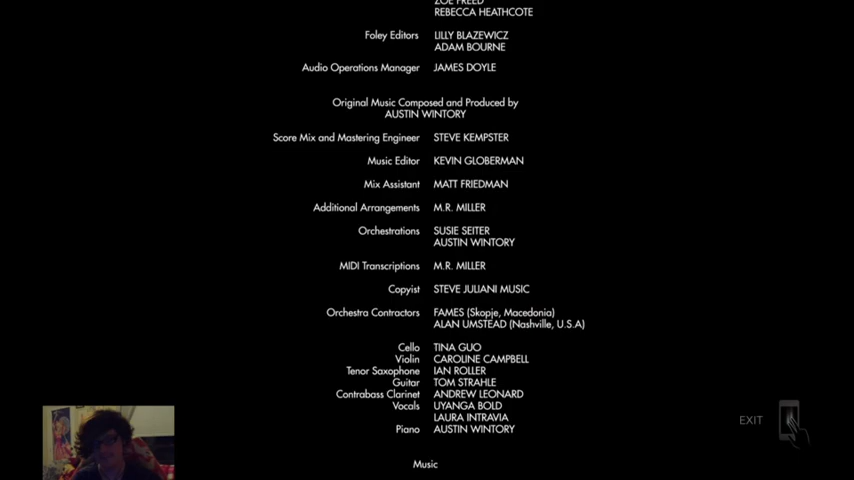 ZOE FREED
REBECCA HEATHCOTE
Foley Editors LILLY BLAZEWICZ
ADAM BOURNE
Audio Operations Manager JAMES DOYLE
Original Music Composed and Produced by
AUSTIN WINTORY
Score Mix and Mastering Engineer STEVE KEMPSTER
Music Editor KEVIN GLOBERMAN
Mix Assistant MATT FRIEDMAN
Additional Arrangements M.R. MILLER
Orchestrations SUSIE SEITER
AUSTIN WINTORY
MIDI Transcriptions M.R. MILLER
Copyist STEVE JULIANI MUSIC
Orchestra Contractors FAMES (Skopje, Macedonia)
ALAN UMSTEAD (Nashville, U.S.A)
Cello TINA GUO
Violin CAROLINE CAMPBELL
Tenor Saxophone IAN ROLLER
Guitar TOM STRAHLE
Contrabass Clarinet ANDREW LEONARD
Vocals UYANGA BOLD
LAURA INTRAVIA
Piano AUSTIN WINTORY
EXIT
Music